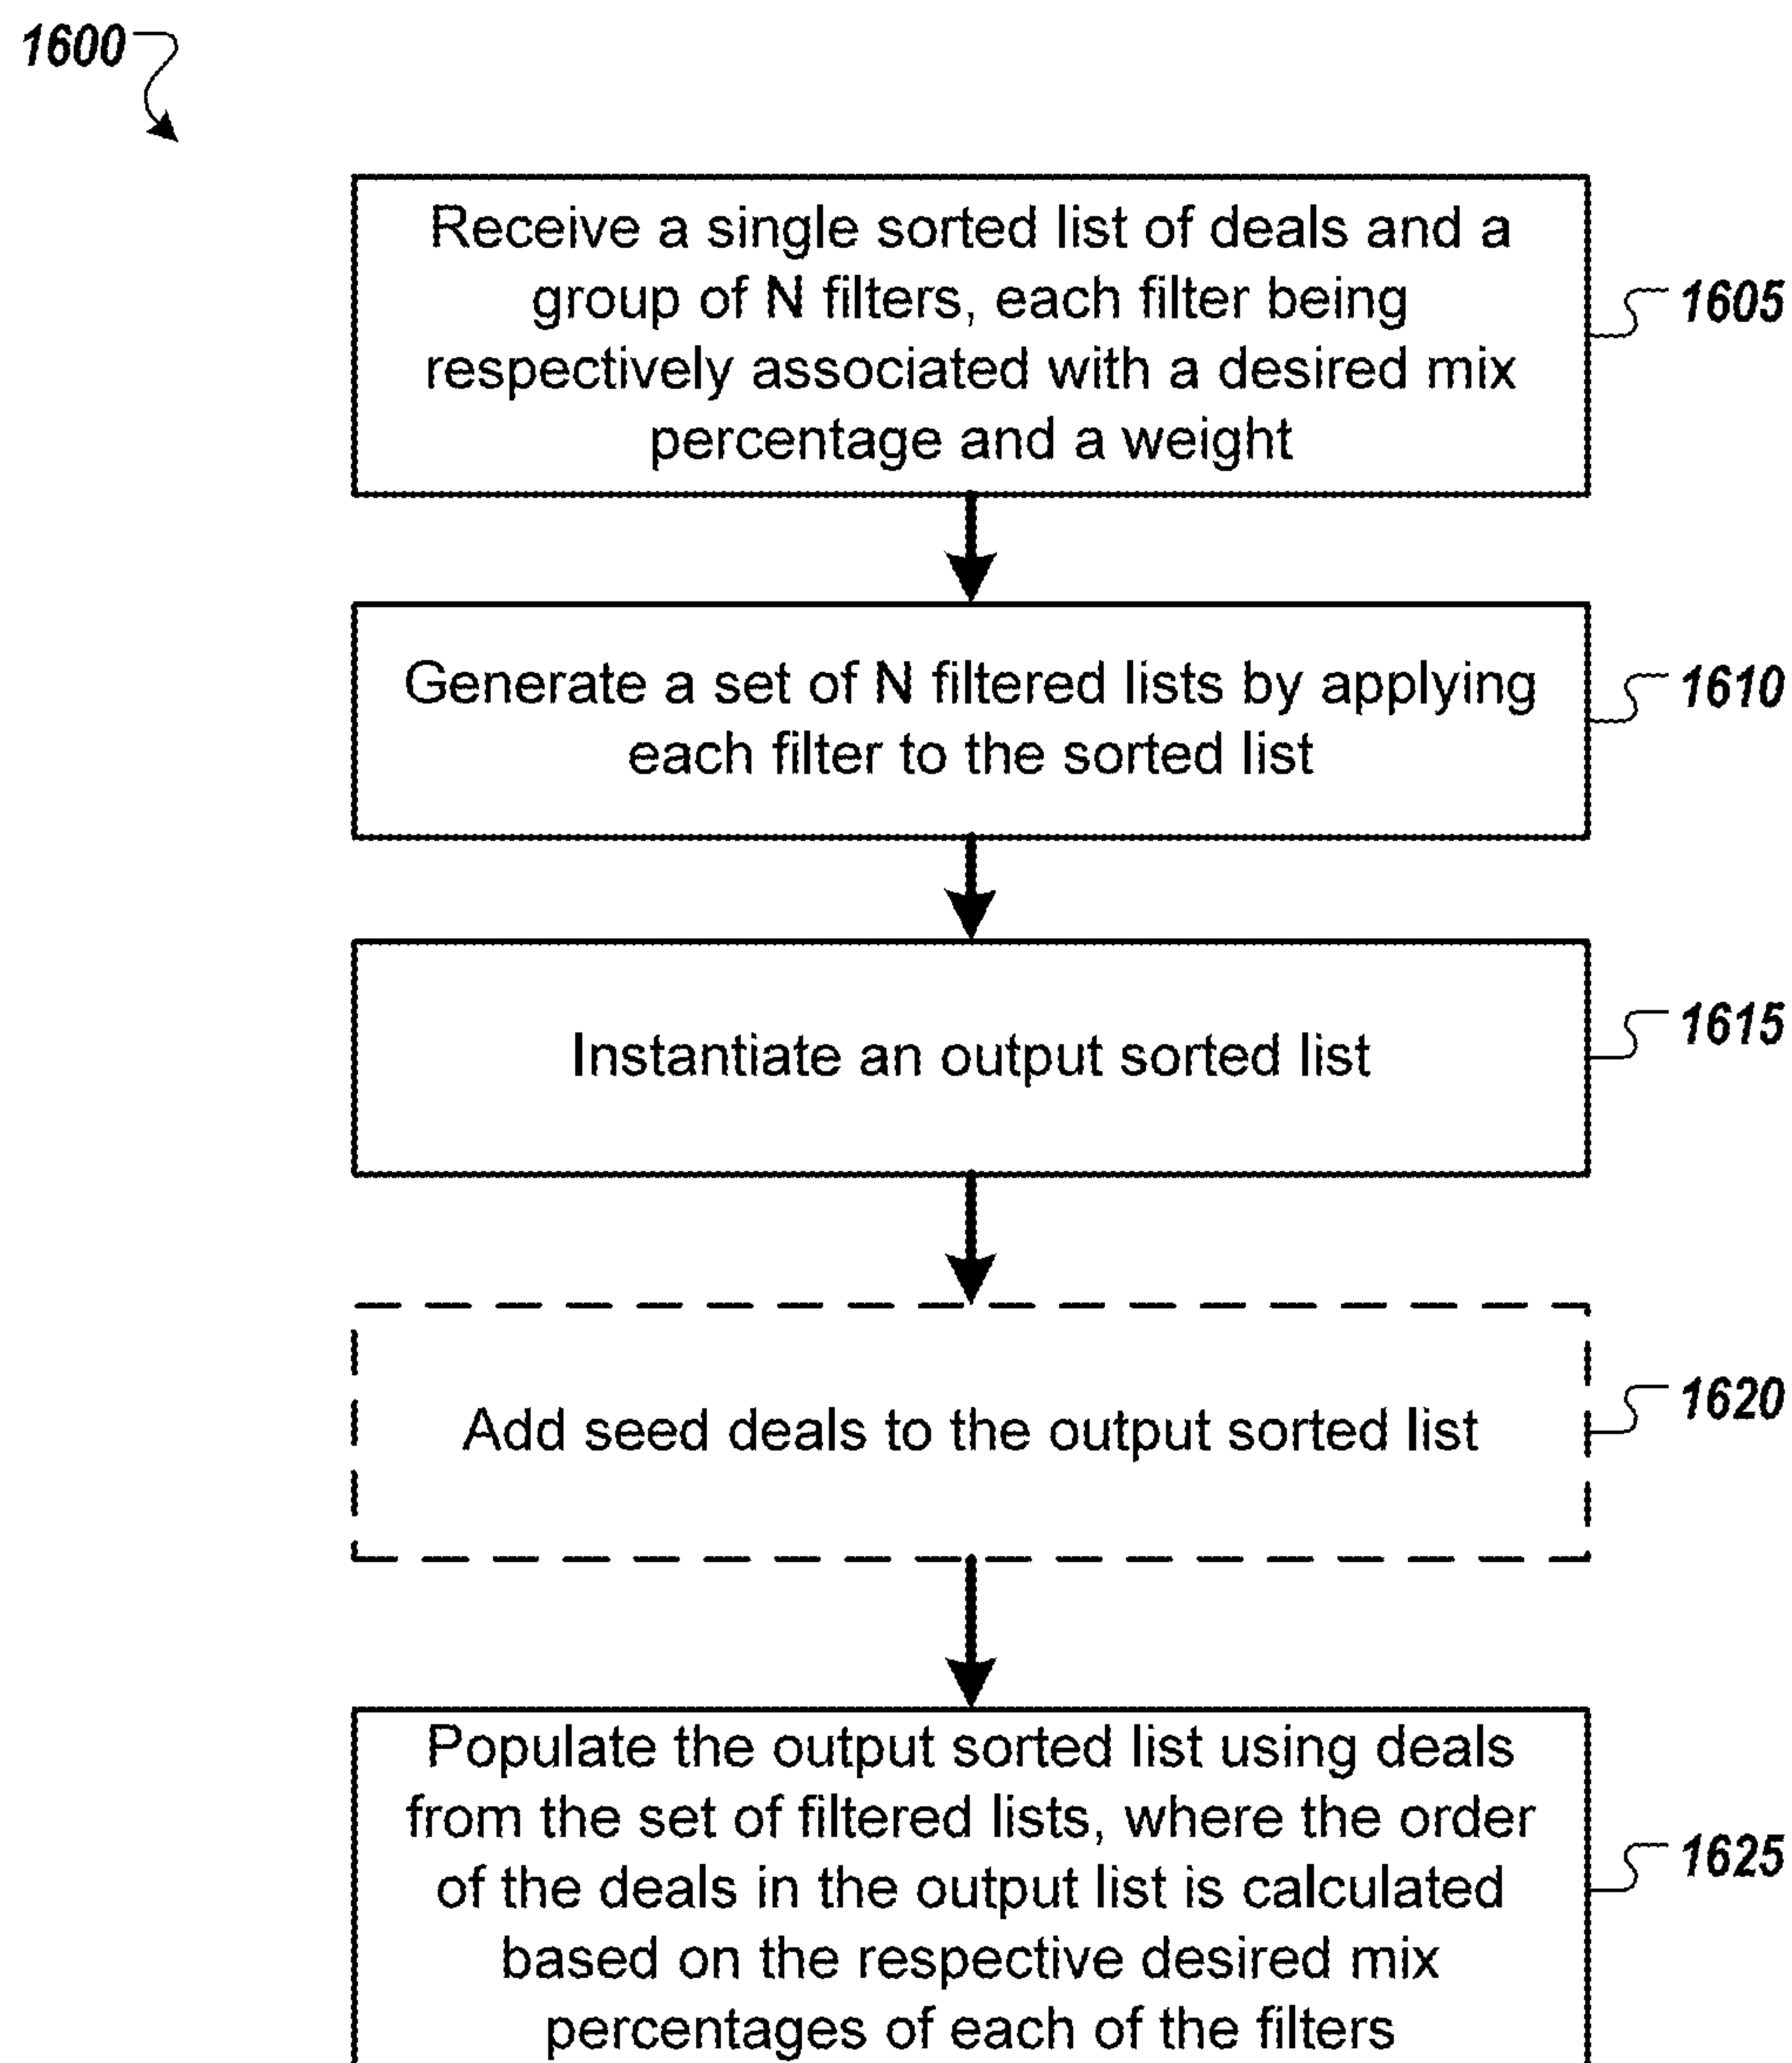 1600
Receive a single sorted list of deals and a
group of N filters, each filter being
respectively associated with a desired mix
percentage and a weight
1605
Generate a set of N filtered lists by applying
each filter to the sorted list
1610
Instantiate an output sorted list
1615
Add seed deals to the output sorted list
1620
Populate the output sorted list using deals
from the set of filtered lists, where the order
of the deals in the output list is calculated
based on the respective desired mix
percentages of each of the filters
1625